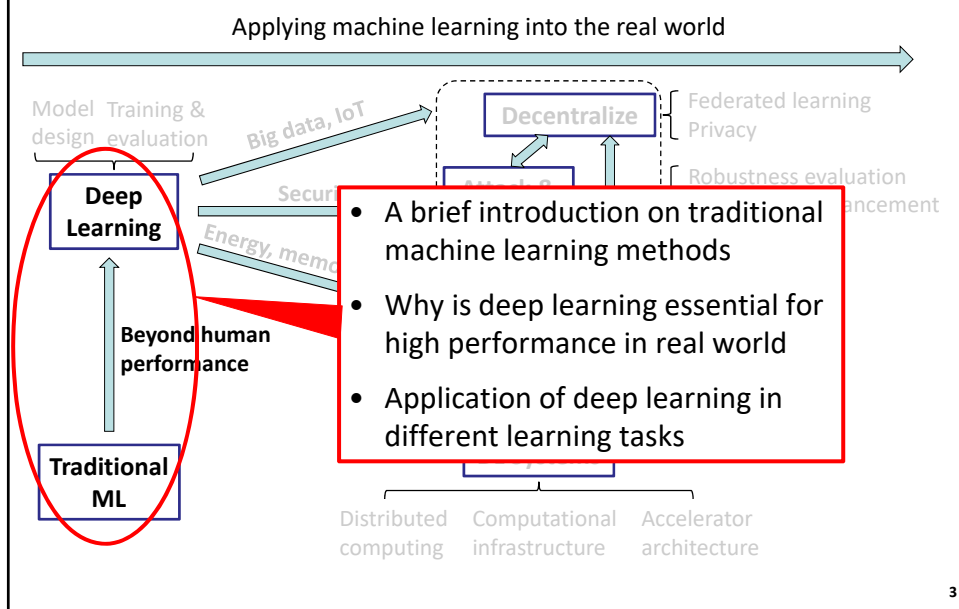 Applying machine learning into the real world
Model Training &
design evaluation
Big data, IoT
Decentralize
Federated learning
Privacy
Deep
Learning
Attack &
Robustness evaluation
Energy,
• A brief introduction on traditional
machine learning methods
• Why is deep learning essential for
high performance in real world
• Application of deep learning in
different learning tasks
Beyond human
performance
Traditional
ML
Distributed
computing
Computational
infrastructure
Accelerator
architecture
3